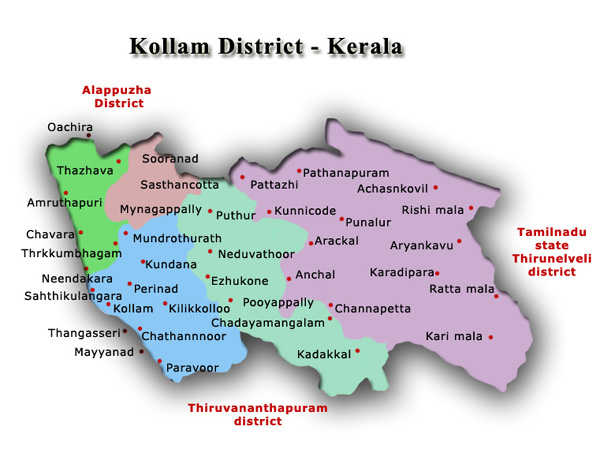 Kollam District - Kerala
Alappuzha
District
Oachira
Sooranad
Thazhava
Pathanapuram
Sasthancotta
Pattazhi
Achasnkovil
Amruthapuri
Mynagappally
Puthur
Kunnicode
Rishi mala
Punalur
Chavara
Mundrothurath
Arackal
Aryankavu
Tamilnadu
state
Thirunelveli
district
Thrkkumbhagam
Neduvathoor
Kundana
Anchal
Karadipara
Neendakara
Perinad
Ezhukone
Ratta mala
Sahthikulangara
Kollam
Kilikkolloo
Pooyappally
Channapetta
Chadayamangalam
Thangasseri
Chathannnoor
Kari mala
Mayyanad
Kadakkal
Paravoor
Thiruvananthapuram
district